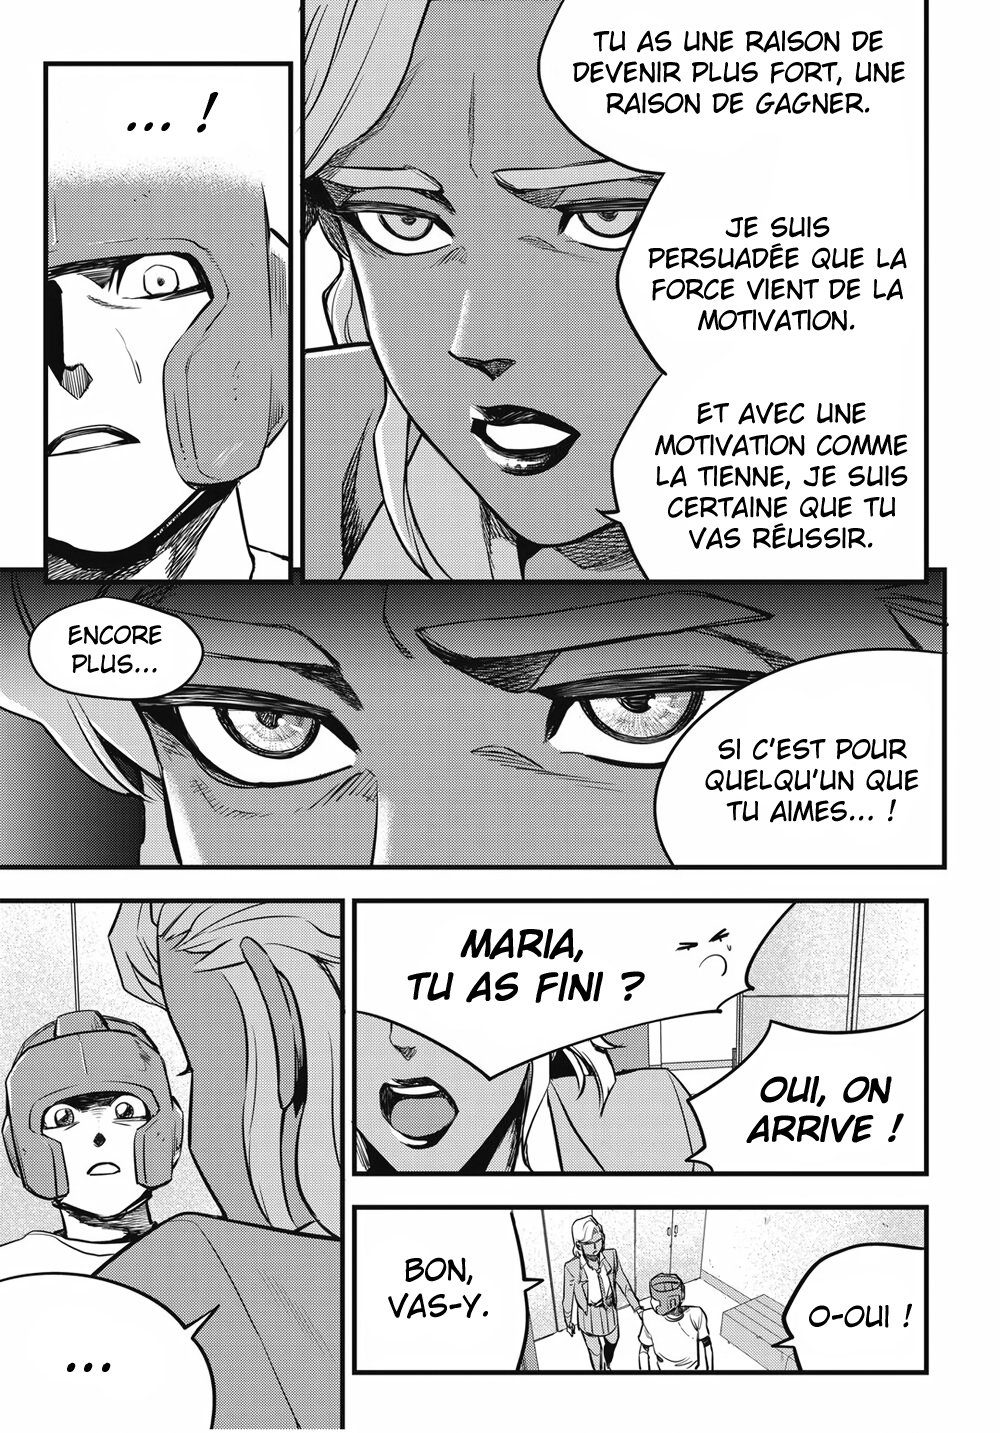 TU AS UNE RAISON DE
DEVENIR PLUS FORT, UNE
RAISON DE GAGNER.
JE SUIS
PERSUADÉE QUE LA
FORCE VIENT DE LA
MOTIVATION.
ET AVEC UNE
MOTIVATION COMME
LA TIENNE, JE SUIS
CERTAINE QUE TU
VAS RÉUSSIR.
... !
SI C'EST POUR
QUELQU'UN QUE
TU AIMES... !
ENCORE
PLUS...
MARIA,
TU AS FINI ?
OUI, ON
ARRIVE !
...
O-OUI !
BON,
VAS-Y.